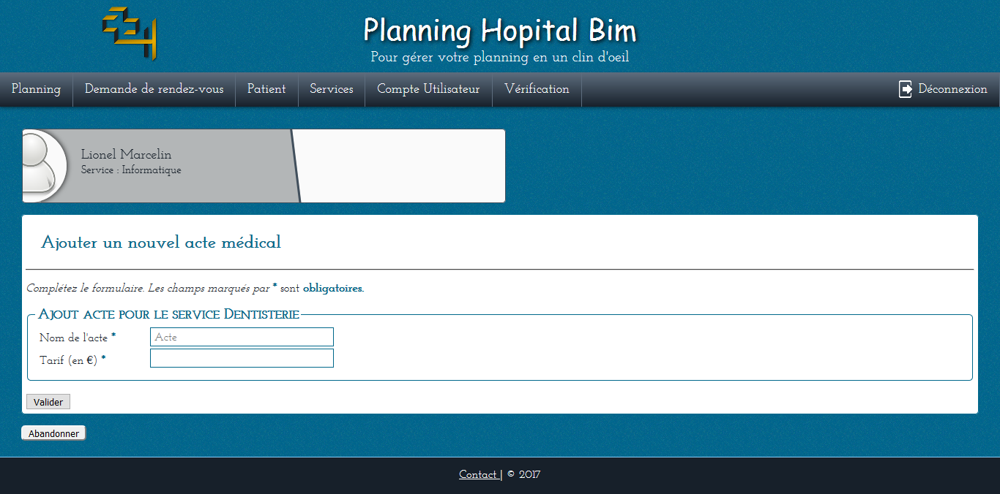 Planning Hopital Bim
Pour gérer votre planning en un clin d'oeil
Planning Demande de rendez-vous Patient Services Compte Utilisateur Vérification Déconnexion
Lionel Marcelin
Service : Informatique
Ajouter un nouvel acte médical
Complétez le formulaire. Les champs marqués par * sont obligatoires.
Ajout acte pour le service Dentisterie
Nom de l'acte * Acte
Tarif (en €) *
Valider
Abandonner
Contact | © 2017